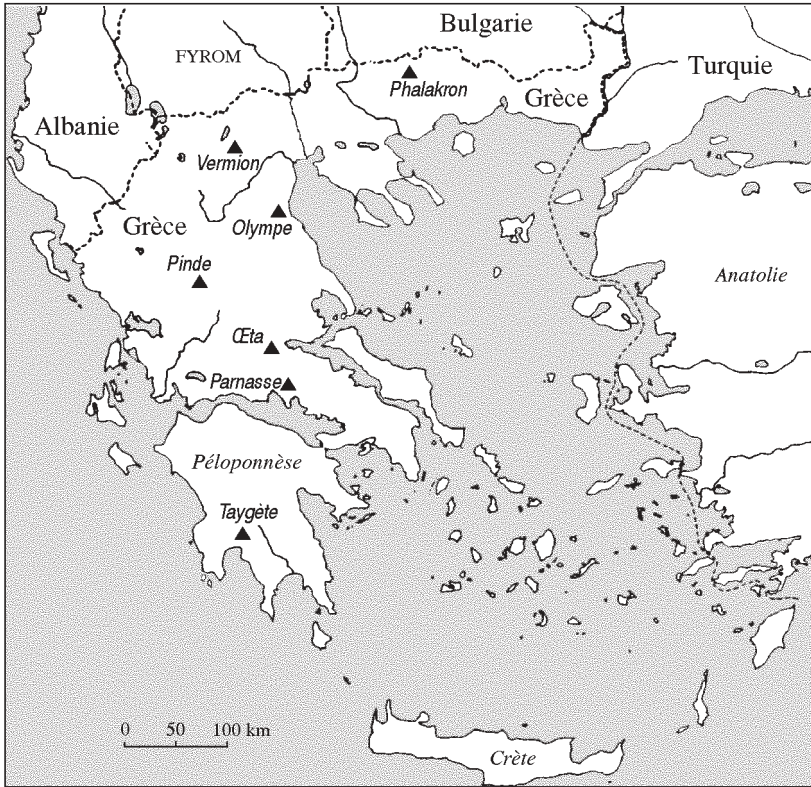 Bulgarie
FYROM
Turquie
Phalakron
Grèce
Albanie
Vermion
Grèce
Olympe
Pinde
Anatolie
Œta
Parnasse
Péloponnèse
Taygète
0 50 100 km
Crète